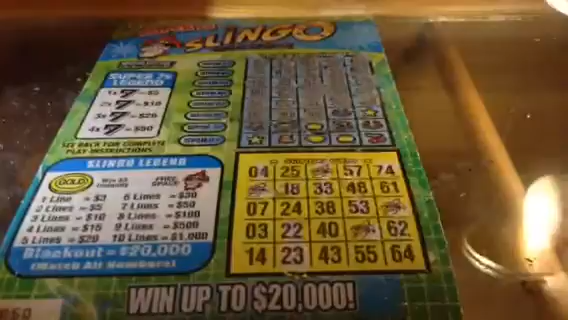 SLINGO
SUPER 7s
LEGEND
1x 7 = $5
2x 7 = $10
3x 7 = $20
4x 7 = $50
SEE BACK FOR COMPLETE
PLAY INSTRUCTIONS.
SLINGO LEGEND
GOLD
FREE
SPACE
1 Line = $3 6 Lines = $30
2 Lines = $5 7 Lines = $50
3 Lines = $10 8 Lines = $100
4 Lines = $15 9 Lines = $500
5 Lines = $20 10 Lines = $1,000
Blackout = $20,000
(Match All Numbers)
04 25 57 74
18 33 48 61
07 24 38 53
03 22 40 62
14 23 43 55 64
WIN UP TO $20,000!